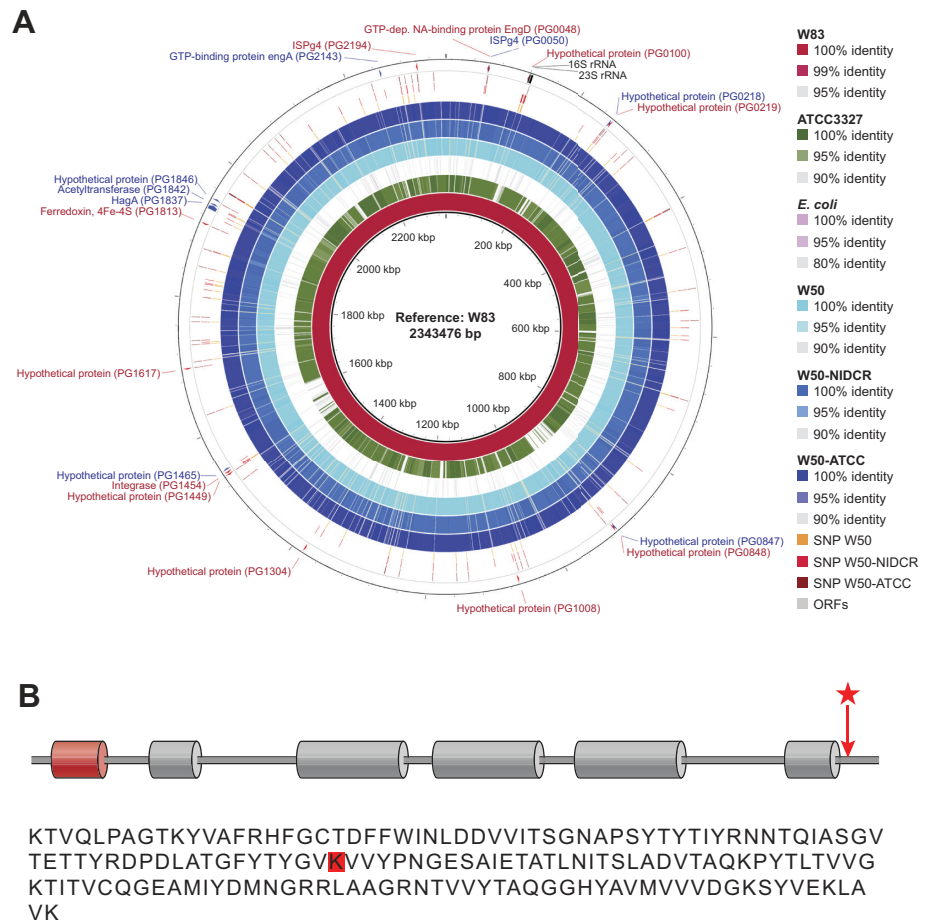 A
GTP-dep. NA-binding protein EngD (PG0048)
ISPg4 (PG0050)
ISPg4 (PG2194)
GTP-binding protein engA (PG2143)
Hypothetical protein (PG0100)
16S rRNA
23S rRNA
Hypothetical protein (PG0218)
Hypothetical protein (PG0219)
Hypothetical protein (PG1846)
Acetyltransferase (PG1842)
HagA (PG1837)
Ferredoxin, 4Fe-4S (PG1813)
2200 kbp
200 kbp
2000 kbp
400 kbp
1800 kbp
Reference: W83
2343476 bp
600 kbp
1600 kbp
800 kbp
1400 kbp
1000 kbp
1200 kbp
Hypothetical protein (PG1617)
Hypothetical protein (PG1465)
Integrase (PG1454)
Hypothetical protein (PG1449)
Hypothetical protein (PG0847)
Hypothetical protein (PG0848)
Hypothetical protein (PG1304)
Hypothetical protein (PG1008)
W83
100% identity
99% identity
95% identity
ATCC3327
100% identity
95% identity
90% identity
E. coli
100% identity
95% identity
80% identity
W50
100% identity
95% identity
90% identity
W50-NIDCR
100% identity
95% identity
90% identity
W50-ATCC
100% identity
95% identity
90% identity
SNP W50
SNP W50-NIDCR
SNP W50-ATCC
ORFs
B
KTVQLPAGTKYVAFRHFGCTDFFWINLDDVVITSGNAPSYTYTIYRNNTQIASGV
TETTYRDPDLATGFYTYGVKVVYPNGESAIETATLNITSLADVTAQKPYTLTVVG
KTITVCQGEAMIYDMNGRRLAAGRNTVVYTAQGGHYAVMVVVDGKSYVEKLA
VK